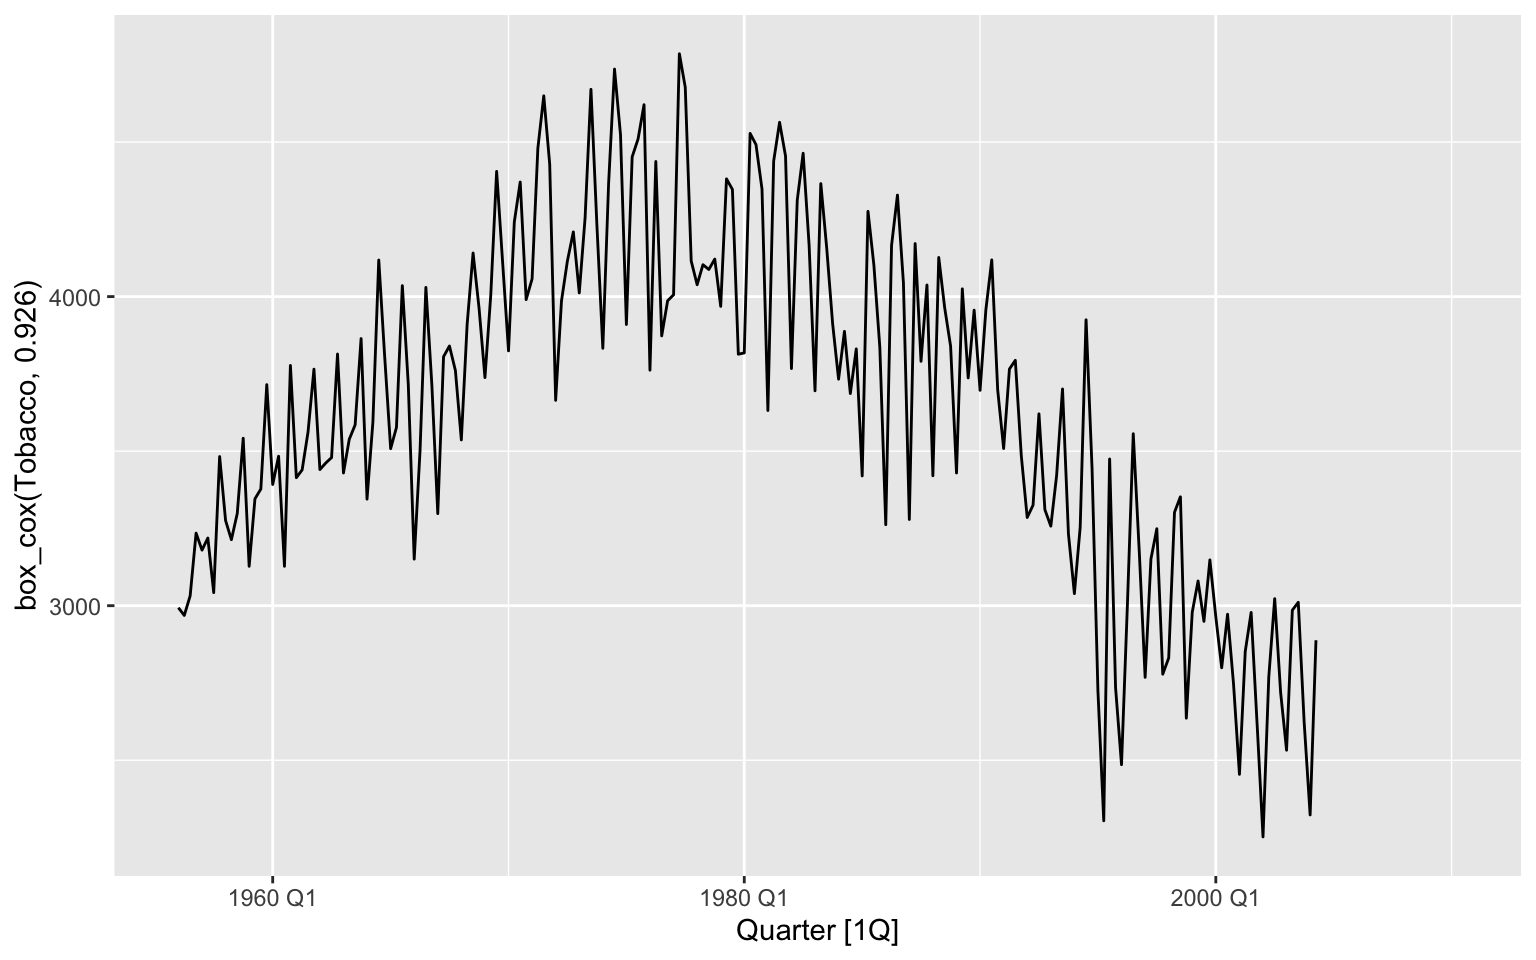 box_cox(Tobacco, 0.926)
4000
3000
1960 Q1
1980 Q1
2000 Q1
Quarter [1Q]